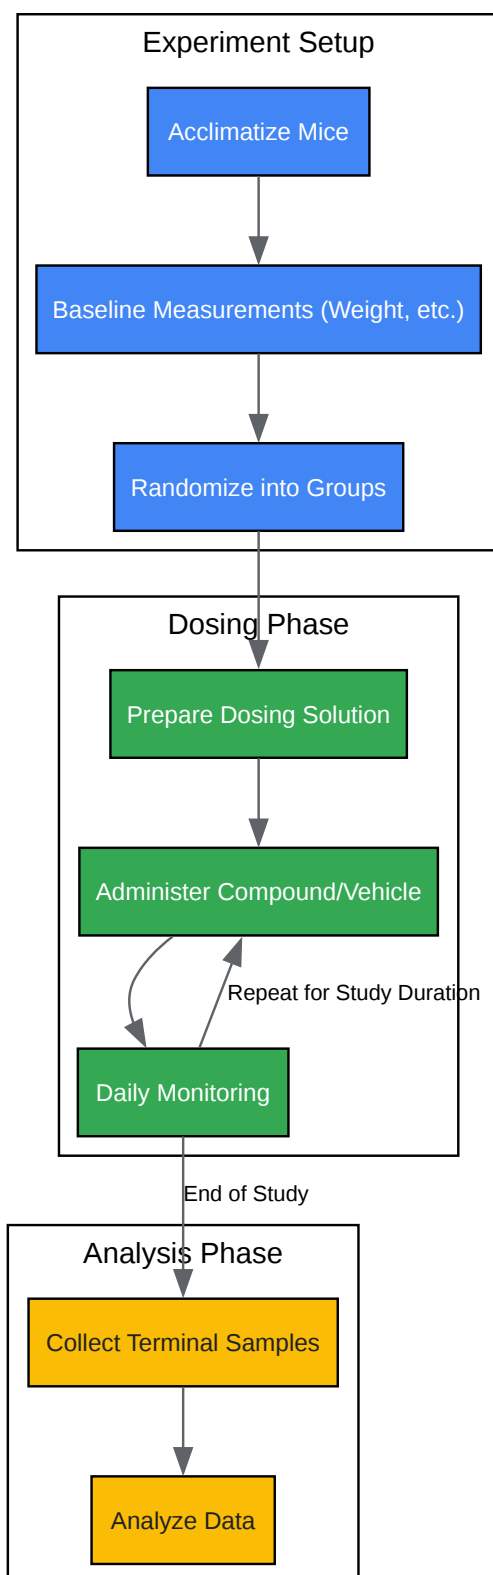 Experiment Setup
Acclimatize Mice
Baseline Measurements (Weight, etc.)
Randomize into Groups
Dosing Phase
Prepare Dosing Solution
Administer Compound/Vehicle
Repeat for Study Duration
Daily Monitoring
End of Study
Analysis Phase
Collect Terminal Samples
Analyze Data